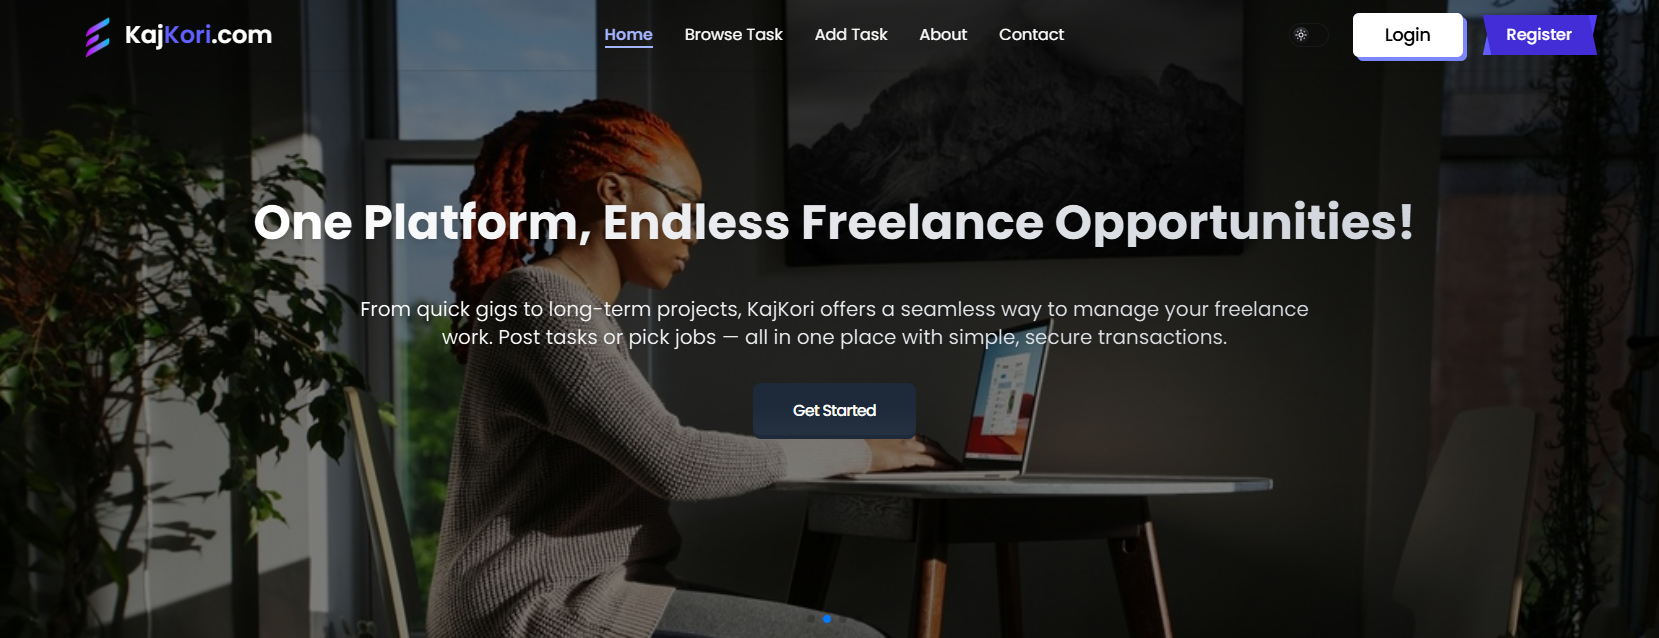 KajKori.com
Home
Browse Task
Add Task
About
Contact
Login
Register
One Platform, Endless Freelance Opportunities!
From quick gigs to long-term projects, KajKori offers a seamless way to manage your freelance
work. Post tasks or pick jobs — all in one place with simple, secure transactions.
Get Started